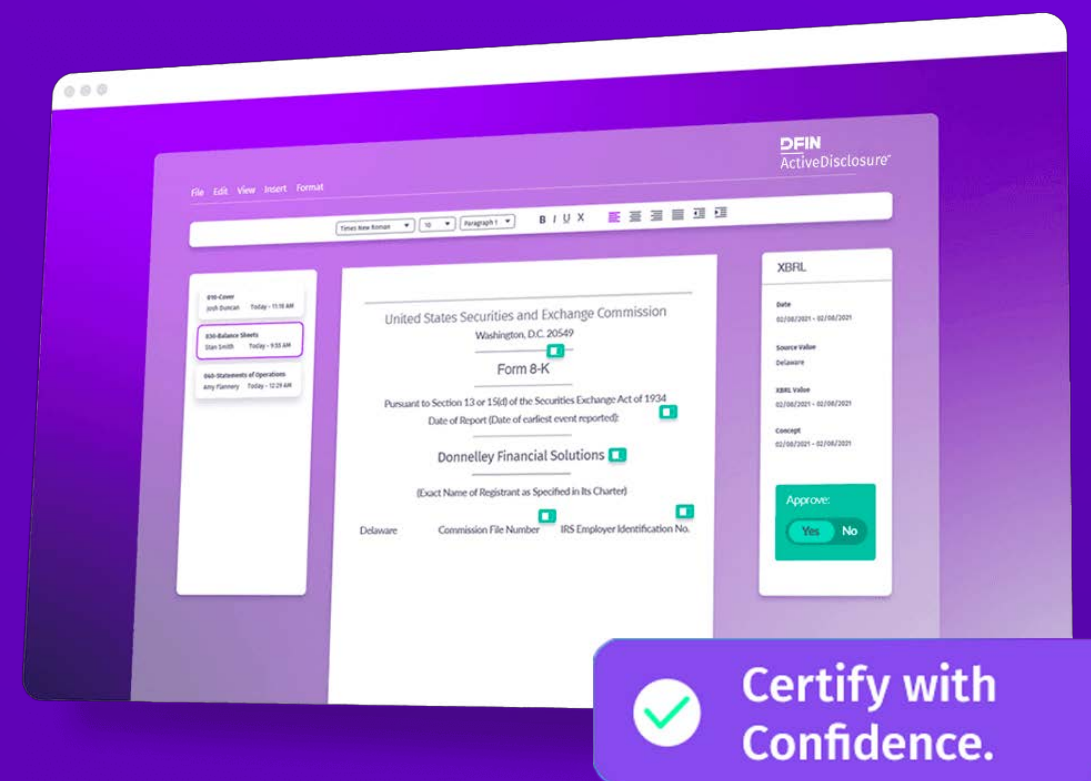 DFIN
ActiveDisclosure
File Edit View Insert Format
Times New Roman 10 Paragraph 1 B I U X
010-Cover
Josh Duncan Today - 11:10 AM
030-Balance Sheets
Stan Smith Today - 9:55 AM
040-Statements of Operations
Amy Flannery Today - 12:29 AM
United States Securities and Exchange Commission
Washington, D.C. 20549
Form 8-K
Pursuant to Section 13 or 15(d) of the Securities Exchange Act of 1934
Date of Report (Date of earliest event reported):
Donnelley Financial Solutions
(Exact Name of Registrant as Specified in Its Charter)
Delaware Commission File Number IRS Employer Identification No.
XBRL
Date
02/08/2021 - 02/08/2021
Source Value
Delaware
XBRL Value
02/08/2021 - 02/08/2021
Concept
02/08/2021 - 02/08/2021
Approve:
Yes No
Certify with
Confidence.